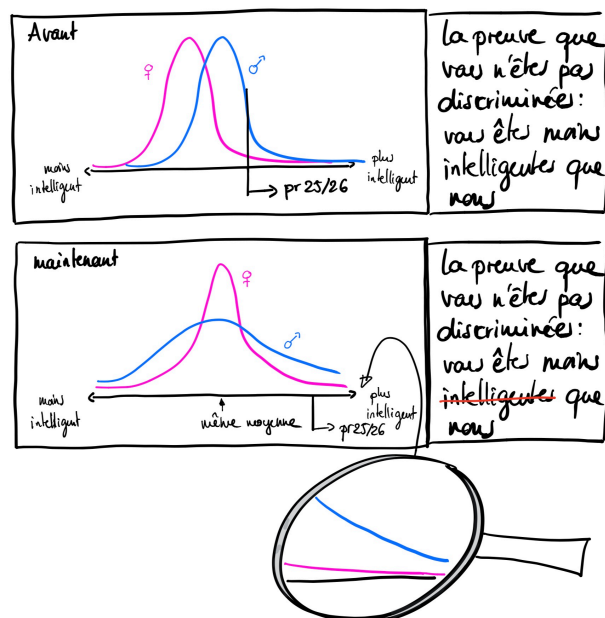 Avant
♀
♂
moins
intelligent
plus
intelligent
pr 25/26
La preuve que
vous n'êtes pas
discriminées:
vous êtes moins
intelligentes que
nous
maintenant
♀
♂
moins
intelligent
même moyenne
plus
intelligent
pr 25/26
La preuve que
vous n'êtes pas
discriminées:
vous êtes moins
intelligentes que
nous